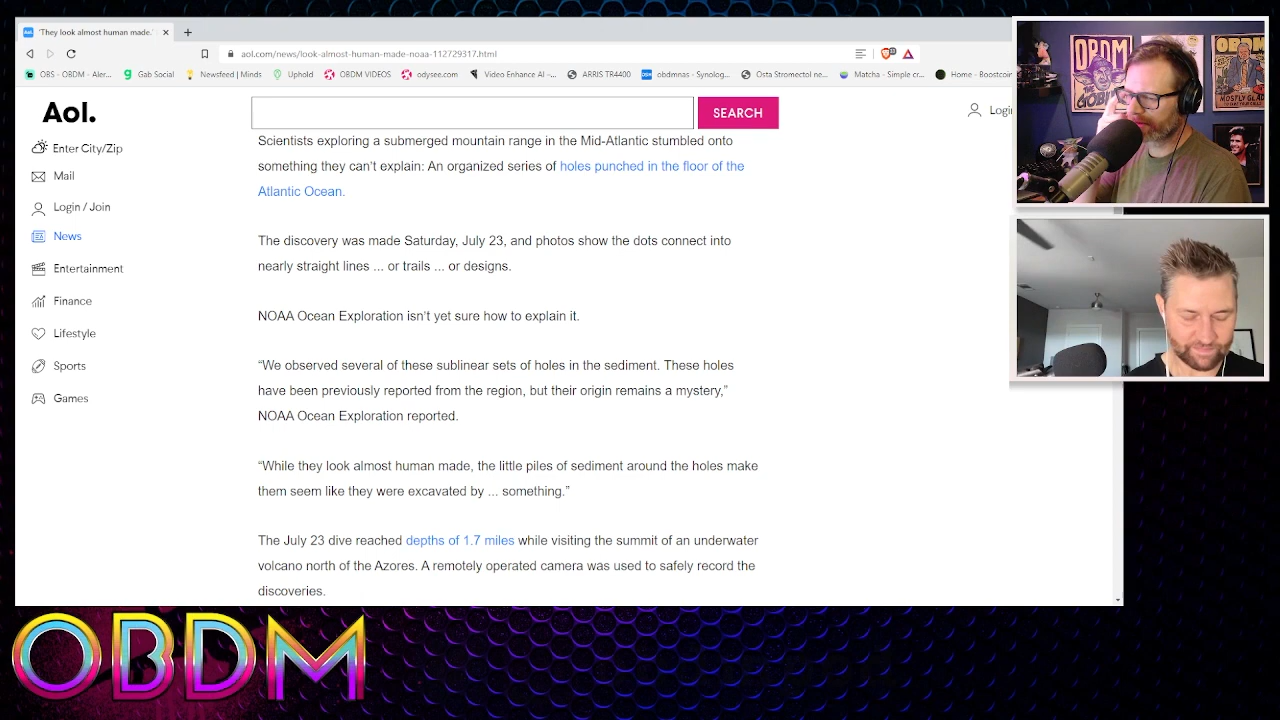 'They look almost human made.'
aol.com/news/look-almost-human-made-noaa-112729317.html
OBS - OBDM - Aler...
Gab Social
Newsfeed | Minds
Uphold
OBDM VIDEOS
odysee.com
Video Enhance AI -...
ARRIS TR4400
obdmnas - Synolog...
Osta Stromectol ne...
Matcha - Simple cr...
Home - Boostcoin
Aol.
SEARCH
Login
Enter City/Zip
Mail
Login / Join
News
Entertainment
Finance
Lifestyle
Sports
Games
Scientists exploring a submerged mountain range in the Mid-Atlantic stumbled onto
something they can't explain: An organized series of holes punched in the floor of the
Atlantic Ocean.
The discovery was made Saturday, July 23, and photos show the dots connect into
nearly straight lines ... or trails ... or designs.
NOAA Ocean Exploration isn't yet sure how to explain it.
“We observed several of these sublinear sets of holes in the sediment. These holes
have been previously reported from the region, but their origin remains a mystery,”
NOAA Ocean Exploration reported.
“While they look almost human made, the little piles of sediment around the holes make
them seem like they were excavated by ... something.”
The July 23 dive reached depths of 1.7 miles while visiting the summit of an underwater
volcano north of the Azores. A remotely operated camera was used to safely record the
discoveries.
OBDM
OBDM
MOSTLY GLAD
OBDM